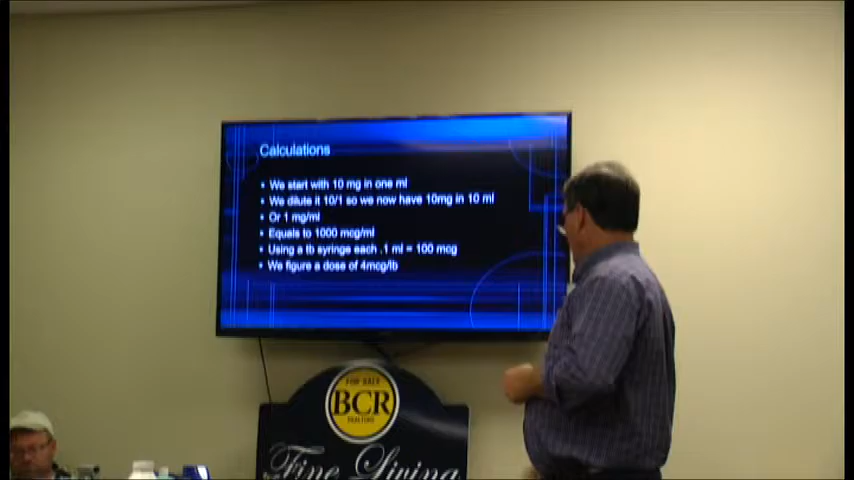 Calculations
• We start with 10 mg in one ml
• We dilute it 10/1 so we now have 10mg in 10 ml
• Or 1 mg/ml
• Equals to 1000 mcg/ml
• Using a tb syringe each .1 ml = 100 mcg
• We figure a dose of 4mcg/lb
FOR SALE
BCR
REALTORS
Fine Living